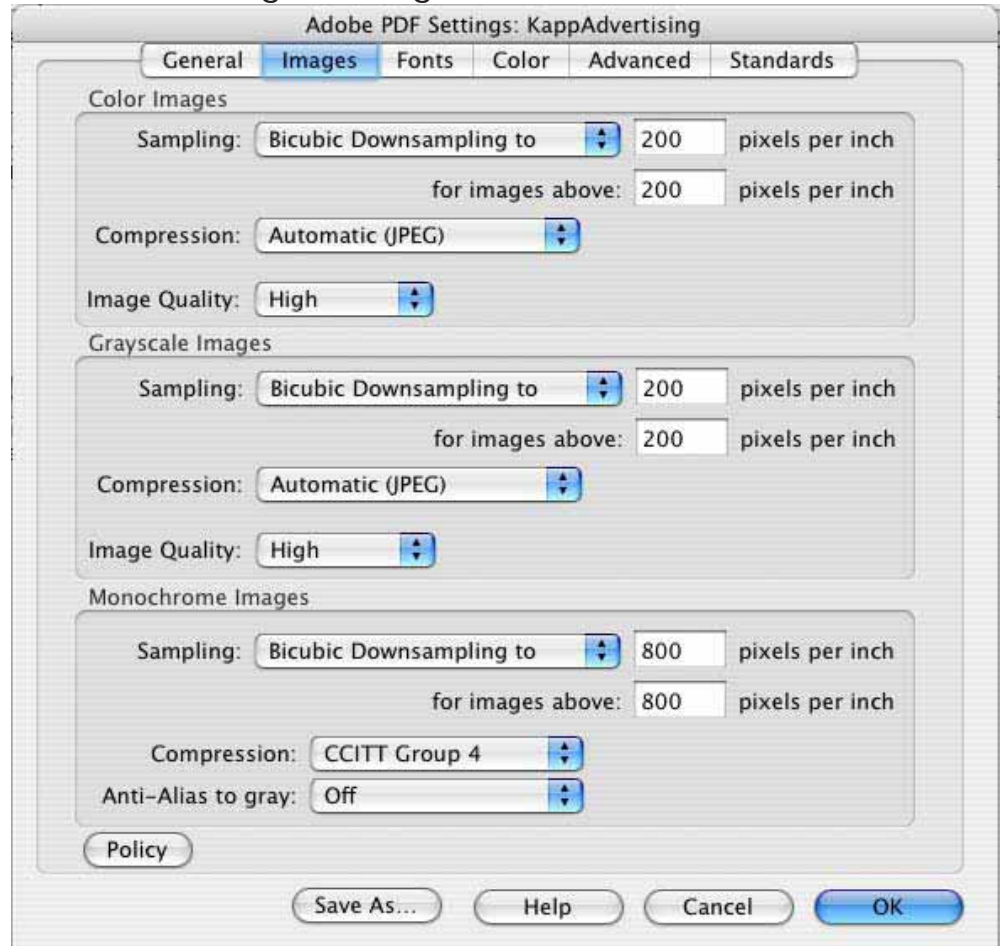 Adobe PDF Settings: KappAdvertising
General Images Fonts Color Advanced Standards
Color Images
Sampling: Bicubic Downsampling to 200 pixels per inch
for images above: 200 pixels per inch
Compression: Automatic (JPEG)
Image Quality: High
Grayscale Images
Sampling: Bicubic Downsampling to 200 pixels per inch
for images above: 200 pixels per inch
Compression: Automatic (JPEG)
Image Quality: High
Monochrome Images
Sampling: Bicubic Downsampling to 800 pixels per inch
for images above: 800 pixels per inch
Compression: CCITT Group 4
Anti-Alias to gray: Off
Policy
Save As... Help Cancel OK